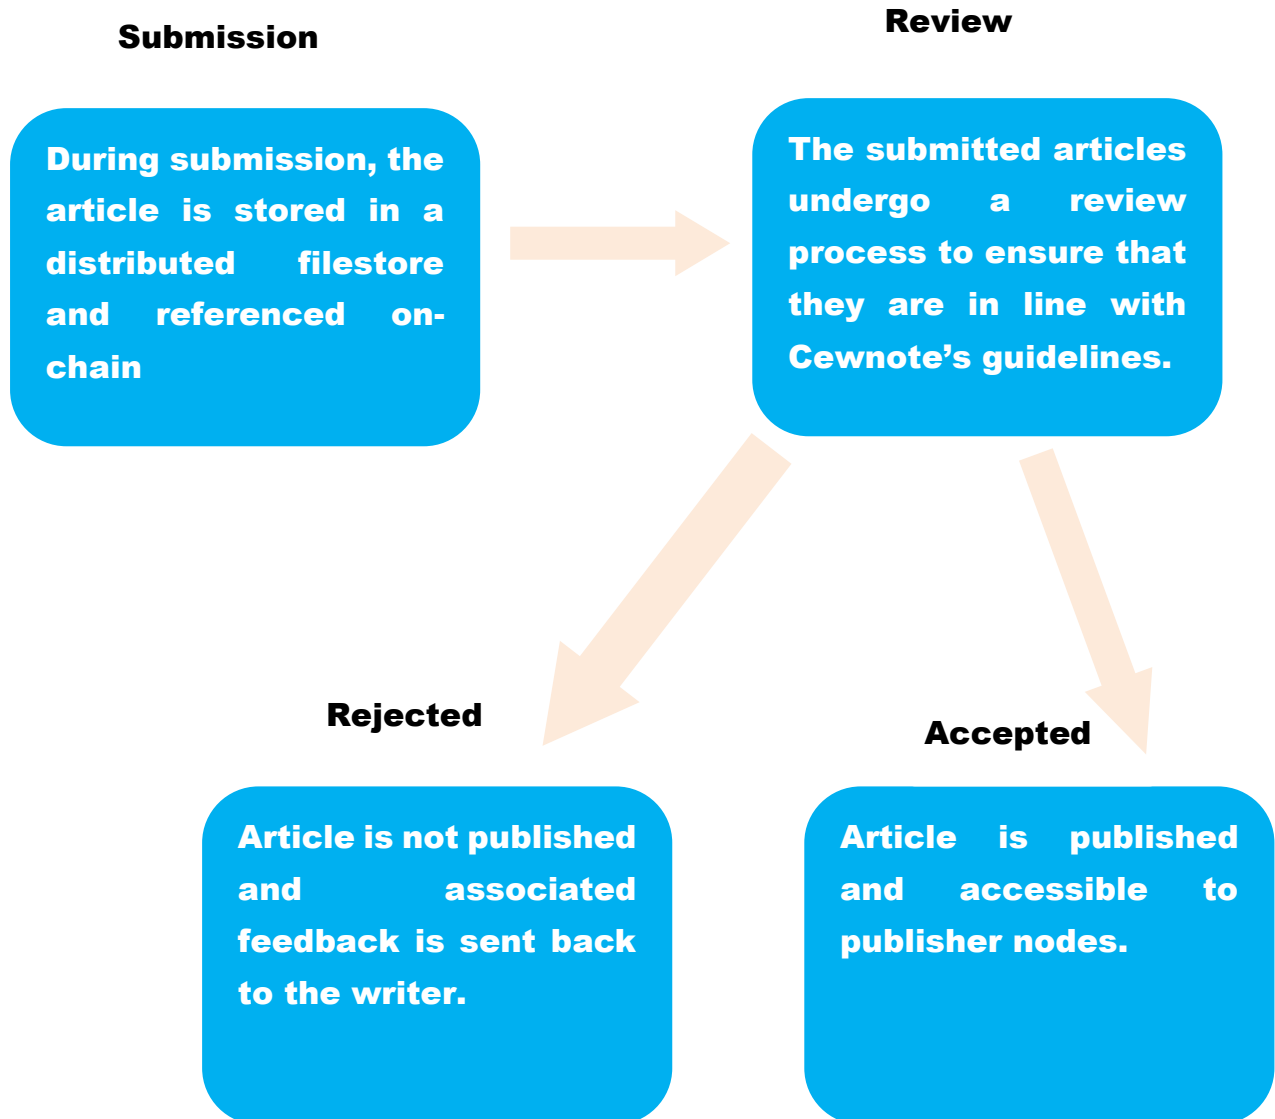 Submission
During submission, the
article is stored in a
distributed filestore
and referenced on-
chain
Review
The submitted articles
undergo a review
process to ensure that
they are in line with
Cewnote’s guidelines.
Rejected
Article is not published
and associated
feedback is sent back
to the writer.
Accepted
Article is published
and accessible to
publisher nodes.